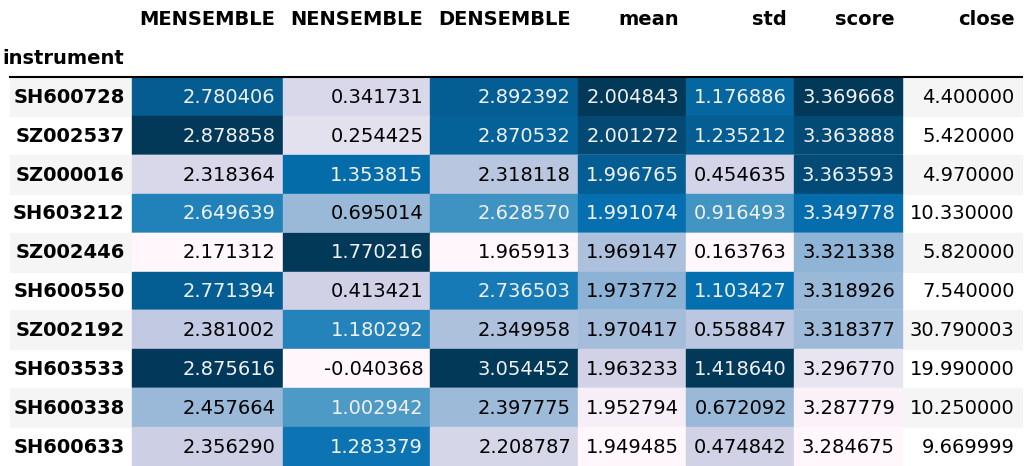 MENSEMBLE NENSEMBLE DENSEMBLE mean std score close
instrument
SH600728 2.780406 0.341731 2.892392 2.004843 1.176886 3.369668 4.400000
SZ002537 2.878858 0.254425 2.870532 2.001272 1.235212 3.363888 5.420000
SZ000016 2.318364 1.353815 2.318118 1.996765 0.454635 3.363593 4.970000
SH603212 2.649639 0.695014 2.628570 1.991074 0.916493 3.349778 10.330000
SZ002446 2.171312 1.770216 1.965913 1.969147 0.163763 3.321338 5.820000
SH600550 2.771394 0.413421 2.736503 1.973772 1.103427 3.318926 7.540000
SZ002192 2.381002 1.180292 2.349958 1.970417 0.558847 3.318377 30.790003
SH603533 2.875616 -0.040368 3.054452 1.963233 1.418640 3.296770 19.990000
SH600338 2.457664 1.002942 2.397775 1.952794 0.672092 3.287779 10.250000
SH600633 2.356290 1.283379 2.208787 1.949485 0.474842 3.284675 9.669999